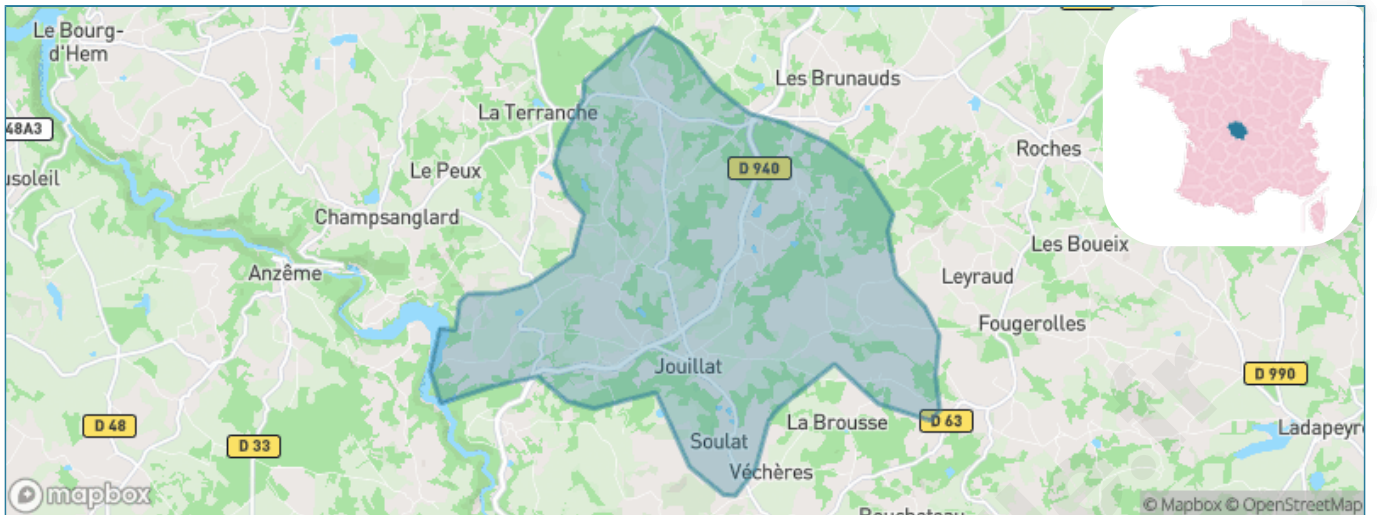 Le Bourg-
d'Hem
Les Brunauds
La Terranche
48A3
Roches
D 940
Le Peux
usoleil
Champsanglard
Les Boueix
Anzême
Leyraud
Fougerolles
Jouillat
D 990
D 48
La Brousse
D 63
Ladapeyr
D 33
Soulat
Véchères
mapbox
© Mapbox © OpenStreetMap